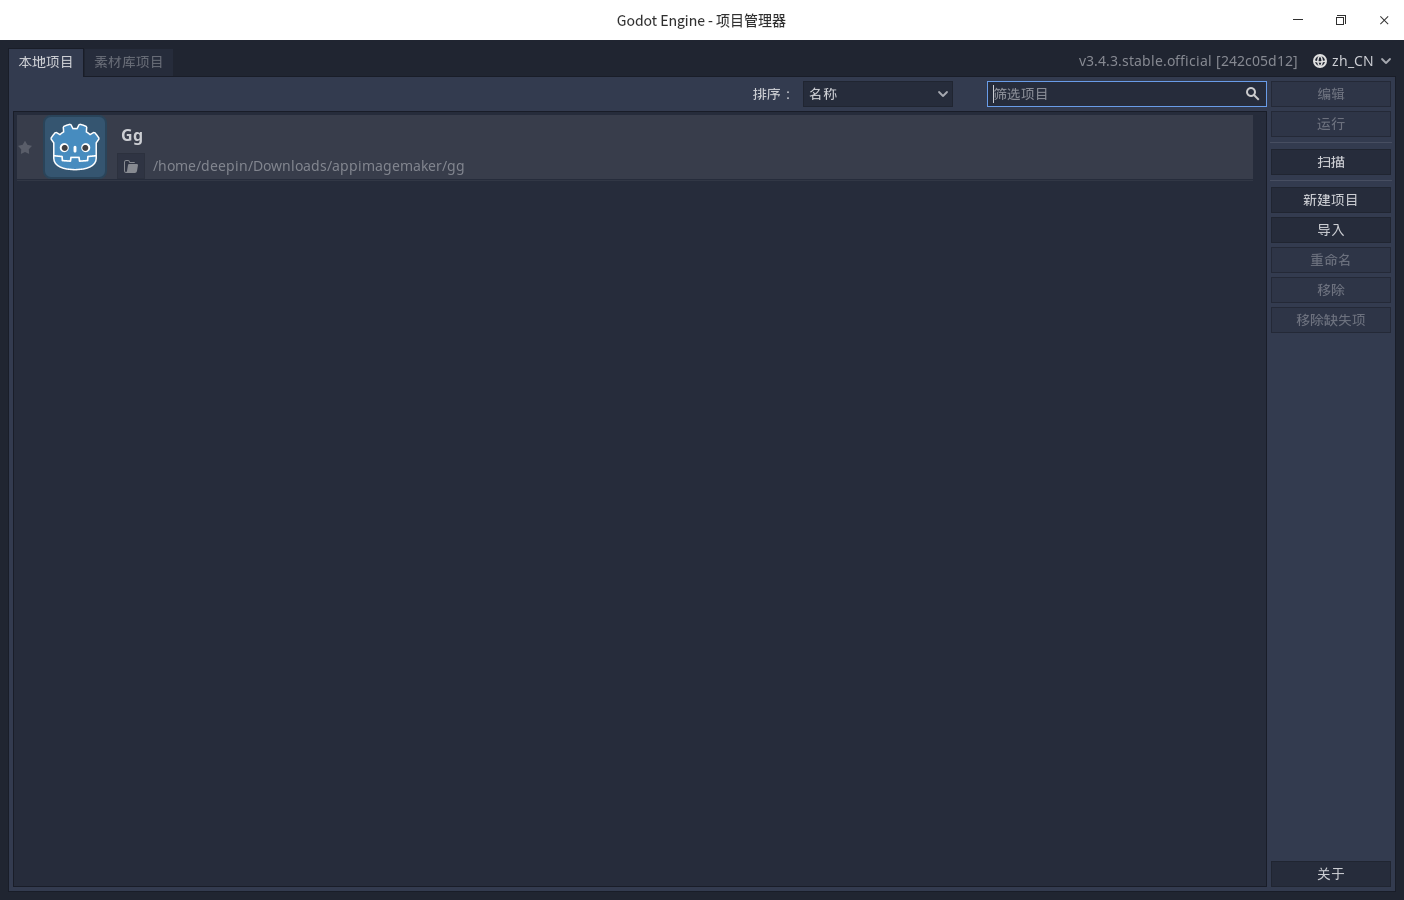 Godot Engine - 项目管理器
本地项目
素材库项目
v3.4.3.stable.official [242c05d12]
zh_CN
排序：
名称
筛选项目
编辑
Gg
/home/deepin/Downloads/appimagemaker/gg
运行
扫描
新建项目
导入
重命名
移除
移除缺失项
关于